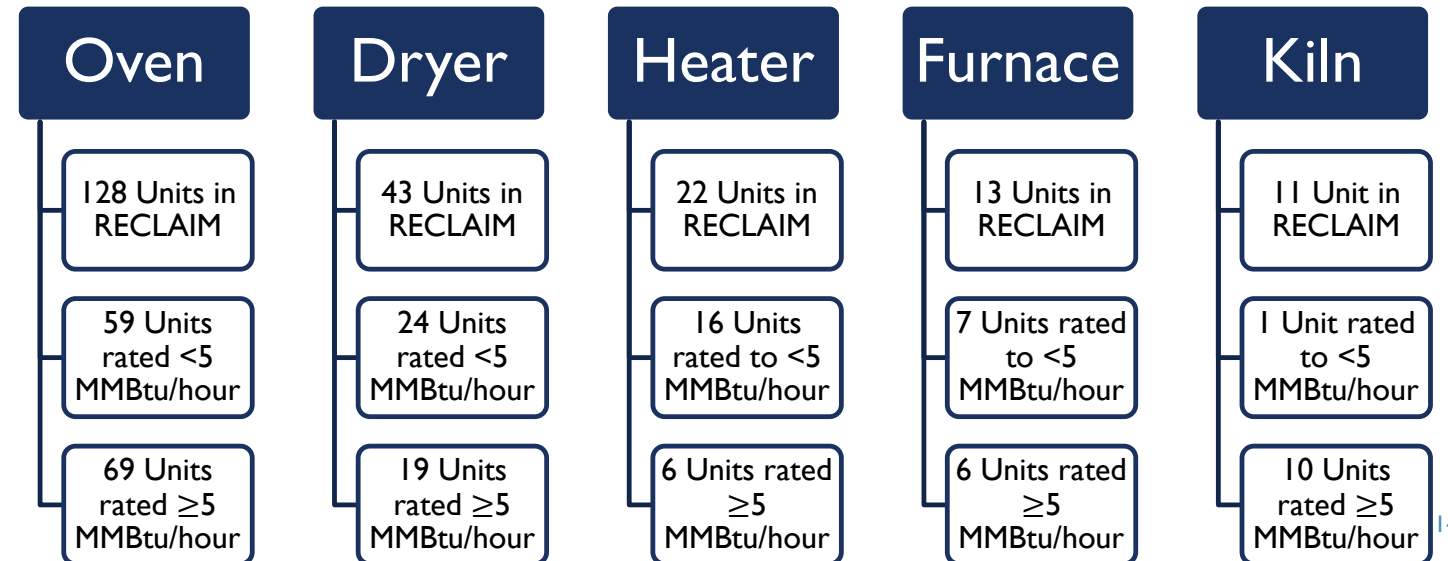 Oven
128 Units in
RECLAIM
59 Units
rated <5
MMBtu/hour
69 Units
rated ≥5
MMBtu/hour
Dryer
43 Units in
RECLAIM
24 Units
rated <5
MMBtu/hour
19 Units
rated ≥5
MMBtu/hour
Heater
22 Units in
RECLAIM
16 Units
rated to <5
MMBtu/hour
6 Units rated
≥5
MMBtu/hour
Furnace
13 Units in
RECLAIM
7 Units rated
to <5
MMBtu/hour
6 Units rated
≥5
MMBtu/hour
Kiln
11 Unit in
RECLAIM
1 Unit rated
to <5
MMBtu/hour
10 Units
rated ≥5
MMBtu/hour